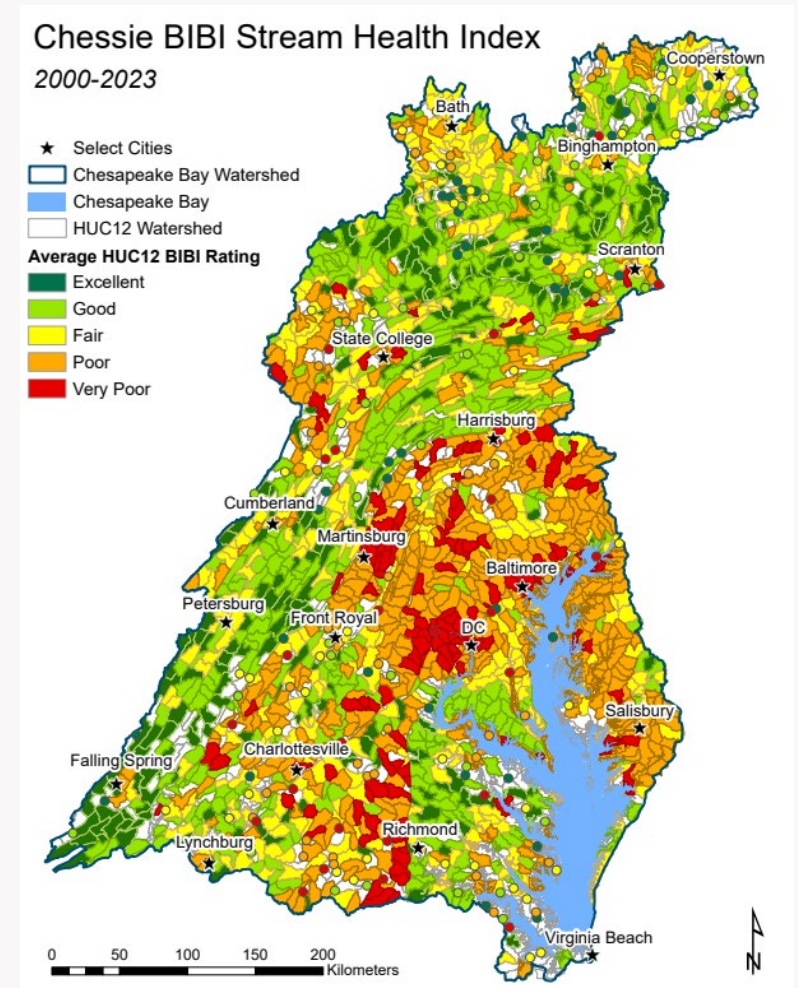 Chessie BIBI Stream Health Index
2000-2023
Select Cities
Chesapeake Bay Watershed
Chesapeake Bay
HUC12 Watershed
Average HUC12 BIBI Rating
Excellent
Good
Fair
Poor
Very Poor
Cooperstown
Bath
Binghampton
Scranton
State College
Harrisburg
Cumberland
Martinsburg
Baltimore
Petersburg
Front Royal
DC
Salisbury
Charlottesville
Falling Spring
Richmond
Lynchburg
Virginia Beach
0 50 100 150 200
Kilometers
N